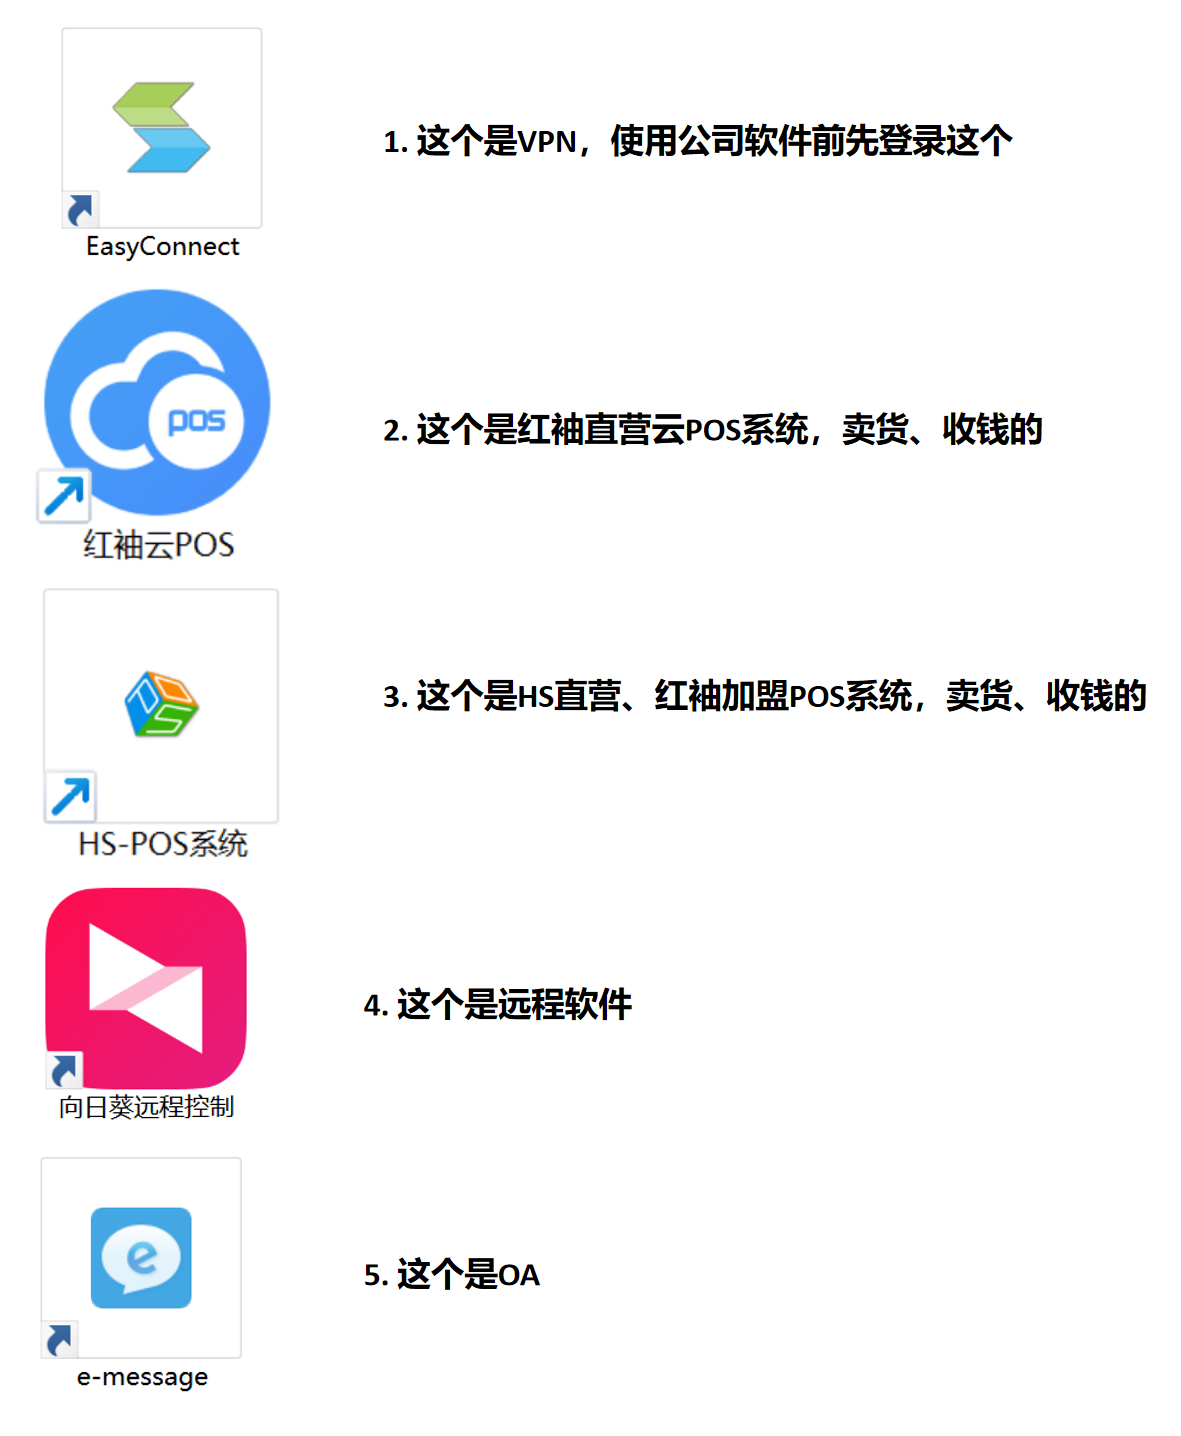 1. 这个是VPN，使用公司软件前先登录这个
EasyConnect
pos
2. 这个是红袖直营云POS系统，卖货、收钱的
红袖云POS
POS
3. 这个是HS直营、红袖加盟POS系统，卖货、收钱的
HS-POS系统
4. 这个是远程软件
向日葵远程控制
e
5. 这个是OA
e-message